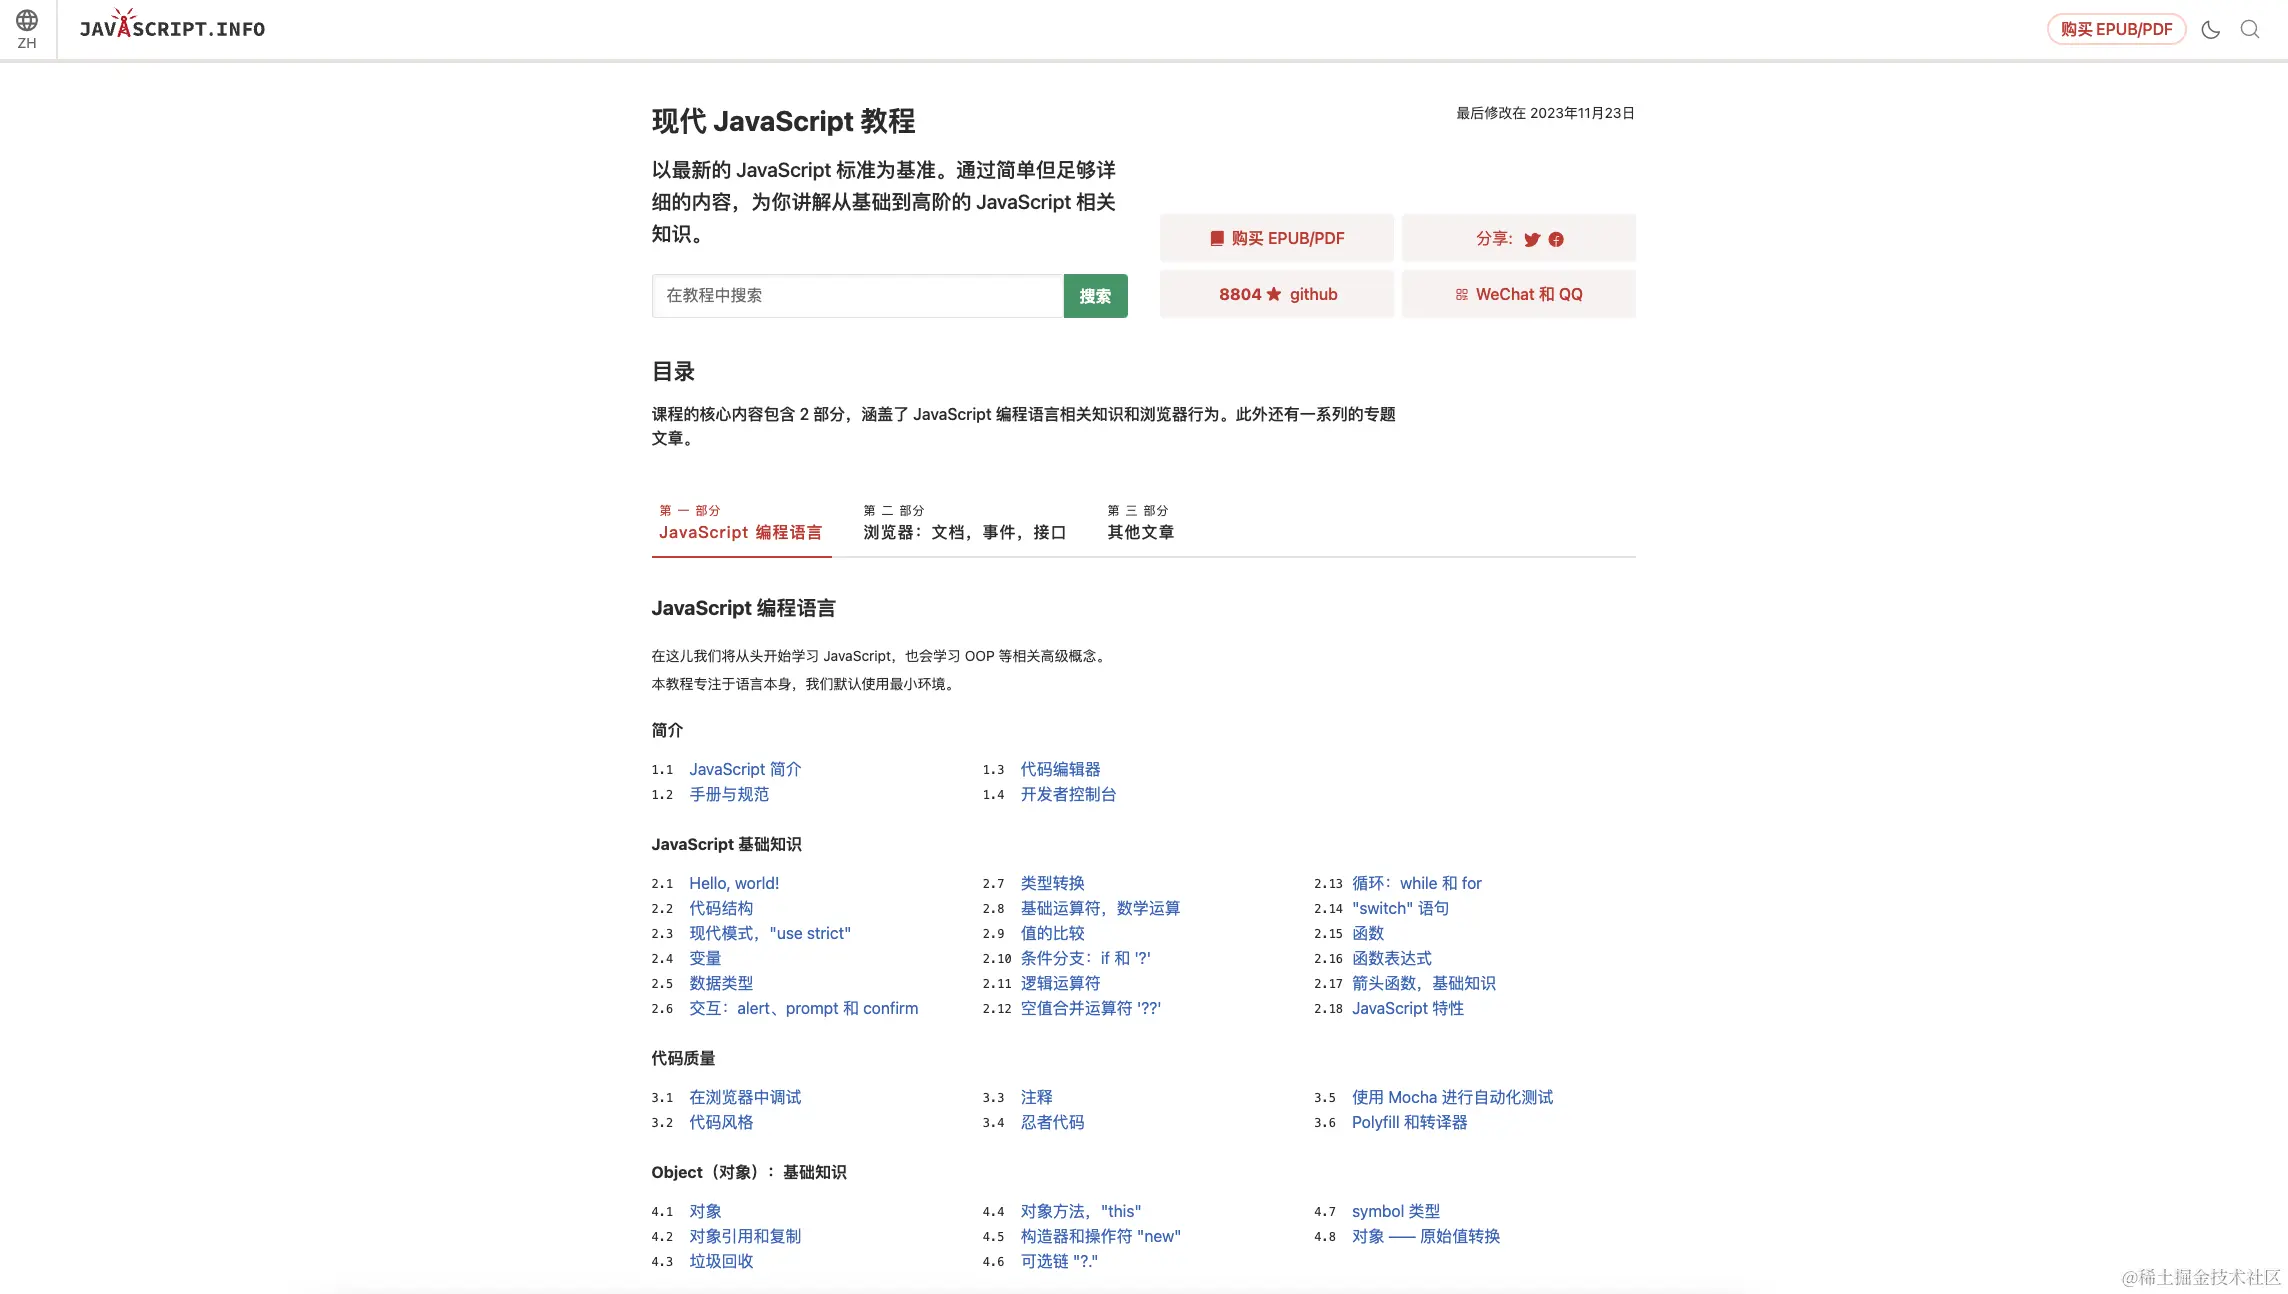 ZH
JAVASCRIPT.INFO
购买 EPUB/PDF
现代 JavaScript 教程
最后修改在 2023年11月23日
以最新的 JavaScript 标准为基准。通过简单但足够详
细的内容，为你讲解从基础到高阶的 JavaScript 相关
知识。
购买 EPUB/PDF
分享:
在教程中搜索
搜索
8804 ★ github
WeChat 和 QQ
目录
课程的核心内容包含 2 部分，涵盖了 JavaScript 编程语言相关知识和浏览器行为。此外还有一系列的专题
文章。
第 一 部分
JavaScript 编程语言
第 二 部分
浏览器：文档，事件，接口
第 三 部分
其他文章
JavaScript 编程语言
在这儿我们将从头开始学习 JavaScript，也会学习 OOP 等相关高级概念。
本教程专注于语言本身，我们默认使用最小环境。
简介
1.1 JavaScript 简介
1.2 手册与规范
1.3 代码编辑器
1.4 开发者控制台
JavaScript 基础知识
2.1 Hello, world!
2.2 代码结构
2.3 现代模式，"use strict"
2.4 变量
2.5 数据类型
2.6 交互：alert、prompt 和 confirm
2.7 类型转换
2.8 基础运算符，数学运算
2.9 值的比较
2.10 条件分支：if 和 '?'
2.11 逻辑运算符
2.12 空值合并运算符 '??'
2.13 循环：while 和 for
2.14 "switch" 语句
2.15 函数
2.16 函数表达式
2.17 箭头函数，基础知识
2.18 JavaScript 特性
代码质量
3.1 在浏览器中调试
3.2 代码风格
3.3 注释
3.4 忍者代码
3.5 使用 Mocha 进行自动化测试
3.6 Polyfill 和转译器
Object（对象）：基础知识
4.1 对象
4.2 对象引用和复制
4.3 垃圾回收
4.4 对象方法，"this"
4.5 构造器和操作符 "new"
4.6 可选链 "?."
4.7 symbol 类型
4.8 对象 —— 原始值转换
@稀土掘金技术社区